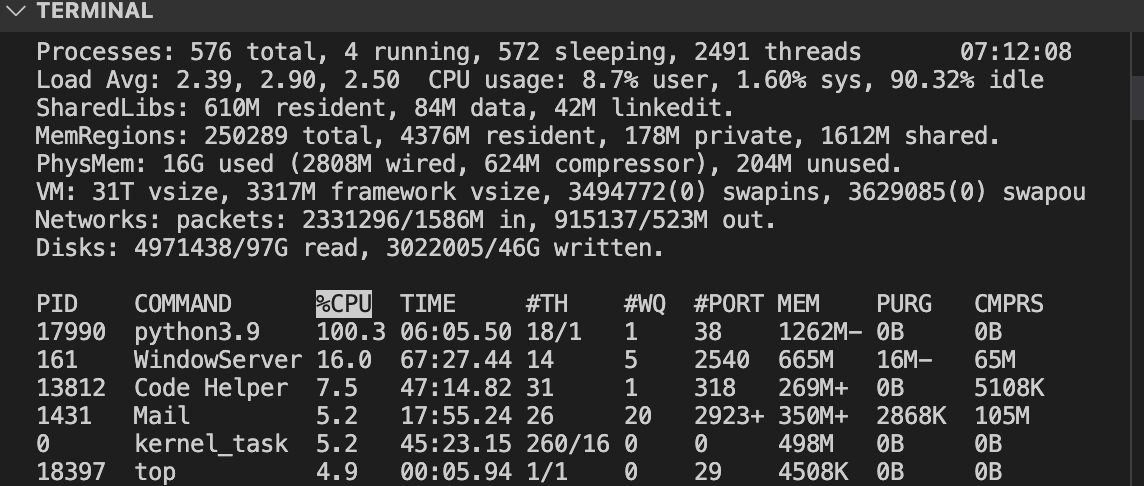 TERMINAL
Processes: 576 total, 4 running, 572 sleeping, 2491 threads 07:12:08
Load Avg: 2.39, 2.90, 2.50 CPU usage: 8.7% user, 1.60% sys, 90.32% idle
SharedLibs: 610M resident, 84M data, 42M linkedit.
MemRegions: 250289 total, 4376M resident, 178M private, 1612M shared.
PhysMem: 16G used (2808M wired, 624M compressor), 204M unused.
VM: 31T vsize, 3317M framework vsize, 3494772(0) swapins, 3629085(0) swapou
Networks: packets: 2331296/1586M in, 915137/523M out.
Disks: 4971438/97G read, 3022005/46G written.
PID COMMAND %CPU TIME #TH #WQ #PORT MEM PURG CMPRS
17990 python3.9 100.3 06:05.50 18/1 1 38 1262M- 0B 0B
161 WindowServer 16.0 67:27.44 14 5 2540 665M 16M- 65M
13812 Code Helper 7.5 47:14.82 31 1 318 269M+ 0B 5108K
1431 Mail 5.2 17:55.24 26 20 2923+ 350M+ 2868K 105M
0 kernel_task 5.2 45:23.15 260/16 0 0 498M 0B 0B
18397 top 4.9 00:05.94 1/1 0 29 4508K 0B 0B